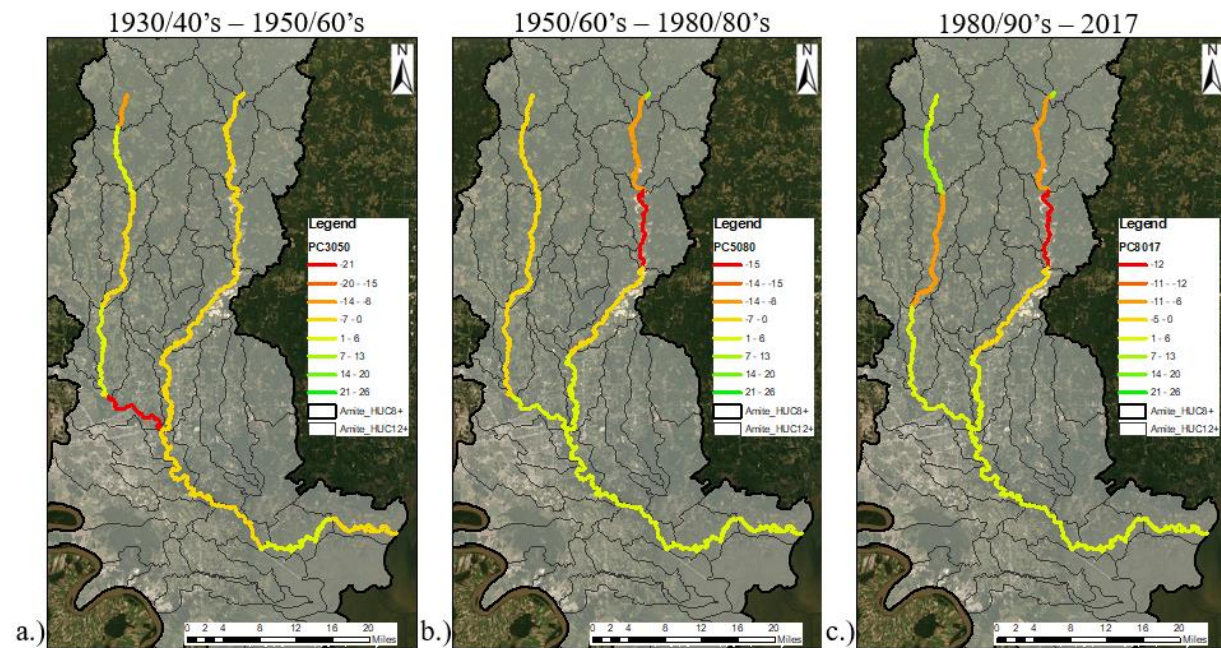 1930/40's – 1950/60's
N
Legend
PC3050
-21
-20 - -15
-14 - -6
-7 - 0
1 - 6
7 - 13
14 - 20
21 - 26
Amite_HUC8+
Amite_HUC12+
0 2 4 8 12 16 20
Miles
a.)
1950/60's – 1980/80's
N
Legend
PC5080
-15
-14 - -15
-14 - -6
-7 - 0
1 - 6
7 - 13
14 - 20
21 - 26
Amite_HUC8+
Amite_HUC12+
0 2 4 8 12 16 20
Miles
b.)
1980/90's – 2017
N
Legend
PC8017
-12
-11 - -12
-11 - -6
-5 - 0
1 - 6
7 - 13
14 - 20
21 - 26
Amite_HUC8+
Amite_HUC12+
0 2 4 8 12 16 20
Miles
c.)